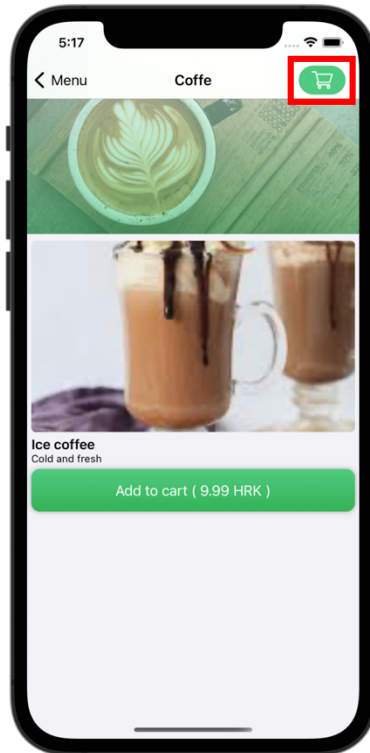 5:17
Menu
Coffe
Ice coffee
Cold and fresh
Add to cart ( 9.99 HRK )